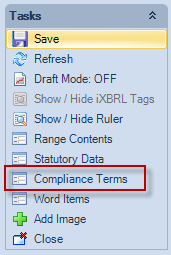 Tasks
Save
Refresh
Draft Mode: OFF
Show / Hide iXBRL Tags
Show / Hide Ruler
Range Contents
Statutory Data
Compliance Terms
Word Items
Add Image
Close